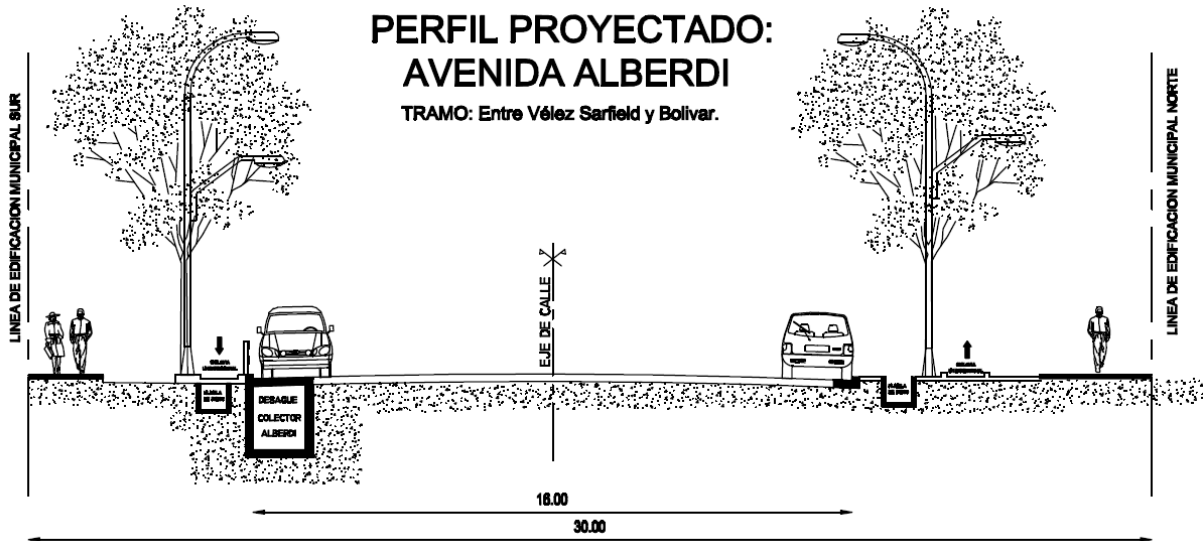 PERFIL PROYECTADO:
AVENIDA ALBERDI
TRAMO: Entre Vélez Sarfield y Bolivar.
LINEA DE EDIFICACION MUNICIPAL SUR
EJE DE CALLE
LINEA DE EDIFICACION MUNICIPAL NORTE
DESAGUE
COLECTOR
ALBERDI
16.00
30.00